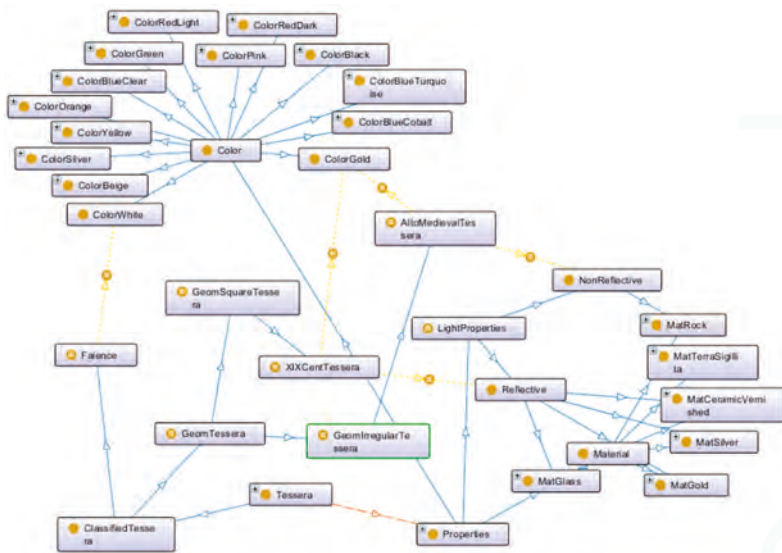 ColorRedLight
ColorRedDark
ColorGreen
ColorPink
ColorBlack
ColorBlueClear
ColorBlueTurquo
ise
ColorOrange
ColorBlueCobalt
ColorYellow
Color
ColorSilver
ColorGold
ColorBeige
ColorWhite
AltoMedievalTes
sera
NonReflective
GeomSquareTesse
ra
LightProperties
MatRock
Faience
XIXCentTessera
MatTerraSigilli
ta
Reflective
MatCeramicVerni
shed
GeomTessera
GeomIrregularTe
ssera
MatSilver
Material
MatGlass
MatGold
Tessera
ClassifiedTesse
ra
Properties